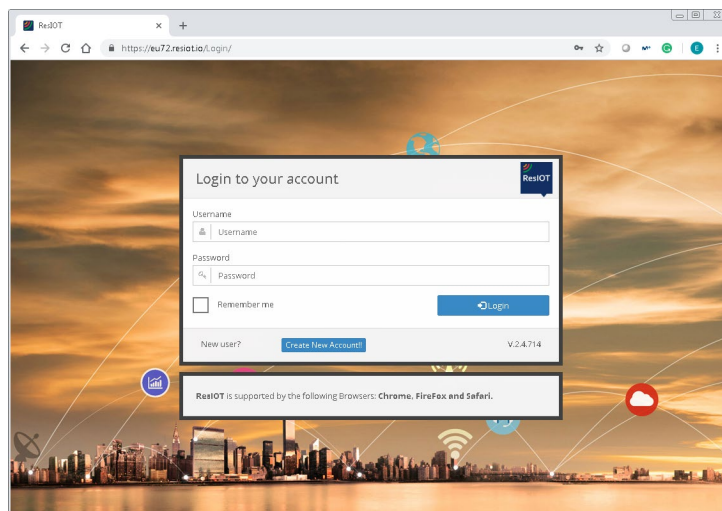 ResIOT
https://eu72.resiot.io/Login/
E
Login to your account
ResIOT
Username
Username
Password
Password
Remember me
Login
New user?
Create New Account!!
V.2.4.714
ResIOT is supported by the following Browsers: Chrome, FireFox and Safari.